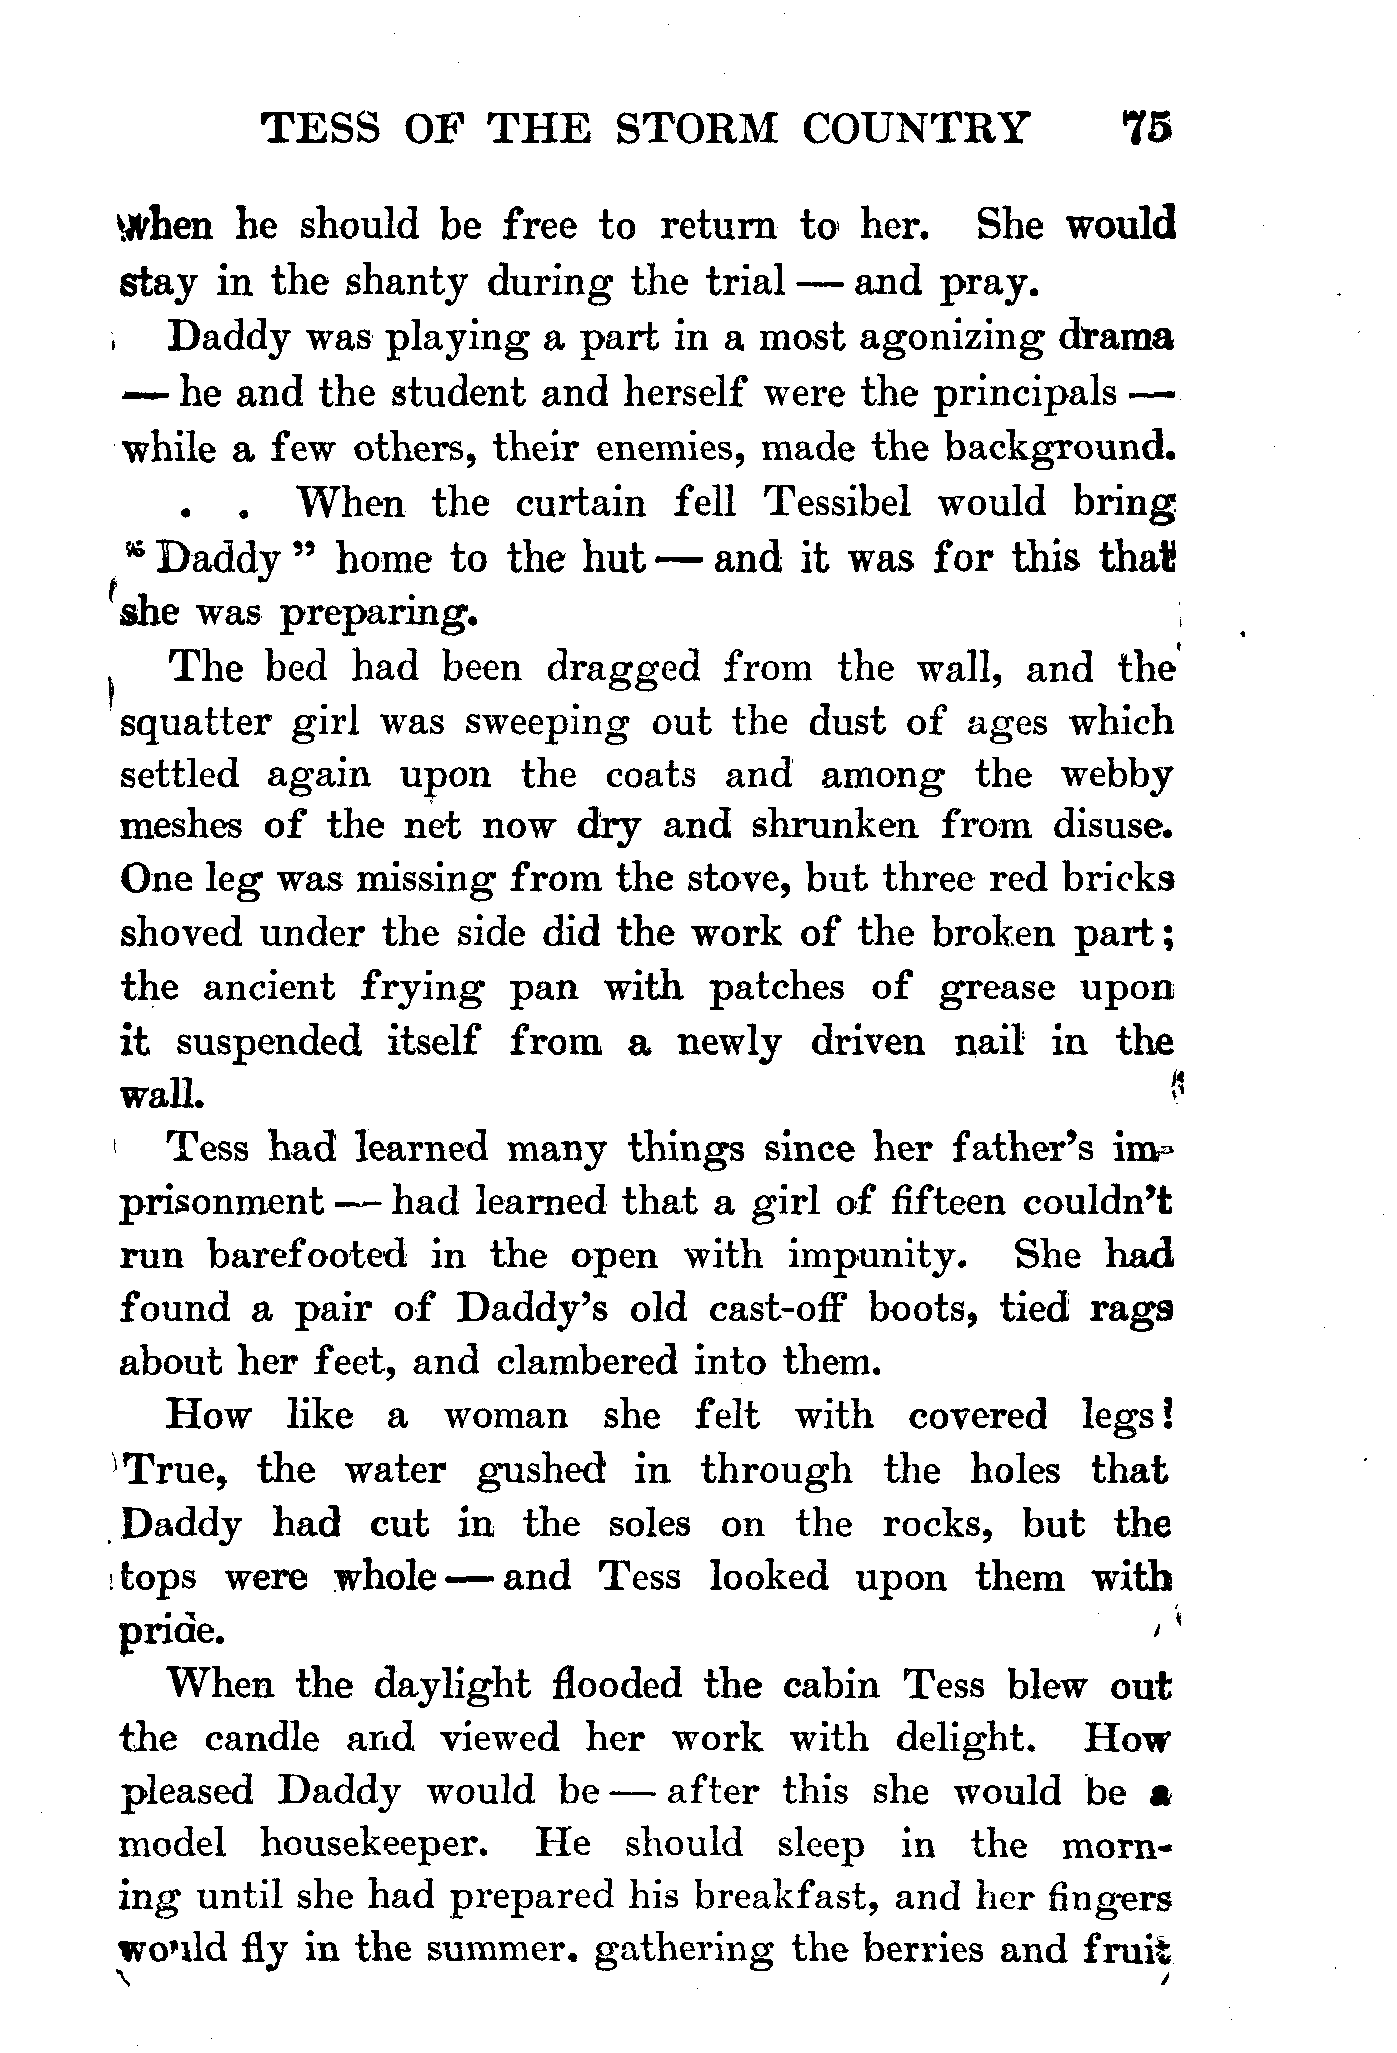 TESS OF THE STORM COUNTRY 75
when he should be free to return to her. She would
stay in the shanty during the trial — and pray.
Daddy was playing a part in a most agonizing drama
— he and the student and herself were the principals —
while a few others, their enemies, made the background.
. . When the curtain fell Tessibel would bring
"Daddy" home to the hut — and it was for this that
she was preparing.
The bed had been dragged from the wall, and the
squatter girl was sweeping out the dust of ages which
settled again upon the coats and among the webby
meshes of the net now dry and shrunken from disuse.
One leg was missing from the stove, but three red bricks
shoved under the side did the work of the broken part;
the ancient frying pan with patches of grease upon
it suspended itself from a newly driven nail in the
wall.
Tess had learned many things since her father's im-
prisonment — had learned that a girl of fifteen couldn't
run barefooted in the open with impunity. She had
found a pair of Daddy's old cast-off boots, tied rags
about her feet, and clambered into them.
How like a woman she felt with covered legs!
True, the water gushed in through the holes that
Daddy had cut in the soles on the rocks, but the
tops were whole — and Tess looked upon them with
pride.
When the daylight flooded the cabin Tess blew out
the candle and viewed her work with delight. How
pleased Daddy would be — after this she would be a
model housekeeper. He should sleep in the morn-
ing until she had prepared his breakfast, and her fingers
would fly in the summer. gathering the berries and fruit